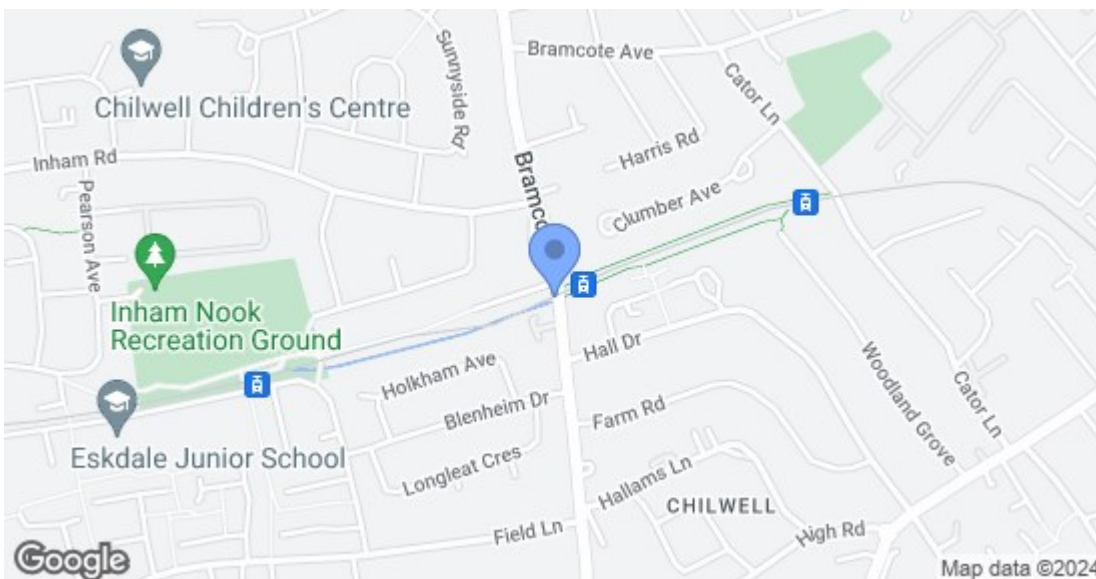 Bramcote Ave
Sunnyside Rd
Chilwell Children's Centre
Cator Ln
Harris Rd
Inham Rd
Bramco
Clumber Ave
Pearson Ave
Inham Nook
Recreation Ground
Hall Dr
Holkham Ave
Blenheim Dr
Farm Rd
Woodland Grove
Cator Ln
Eskdale Junior School
Longleat Cres
Hallams Ln
CHILWELL
Field Ln
High Rd
Google
Map data ©2024